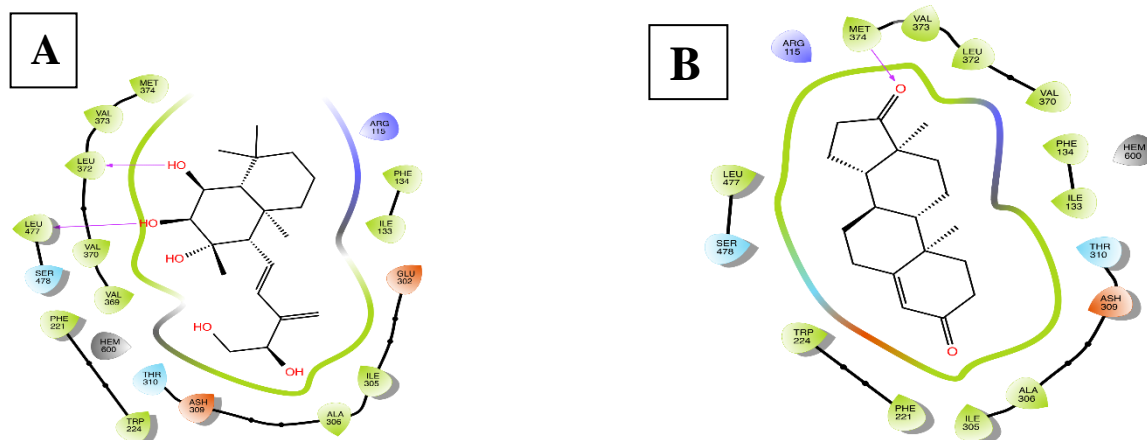 A
MET
374
VAL
373
LEU
372
LEU
477
SER
478
VAL
370
VAL
369
PHE
221
HEM
600
THR
310
TRP
224
ASH
309
ALA
306
ILE
305
GLU
302
ILE
133
PHE
134
ARG
115
HO
HO
HO
HO
OH
B
ARG
115
MET
374
VAL
373
LEU
372
VAL
370
PHE
134
HEM
600
ILE
133
THR
310
ASH
309
ALA
306
ILE
305
PHE
221
TRP
224
SER
478
LEU
477
O
O